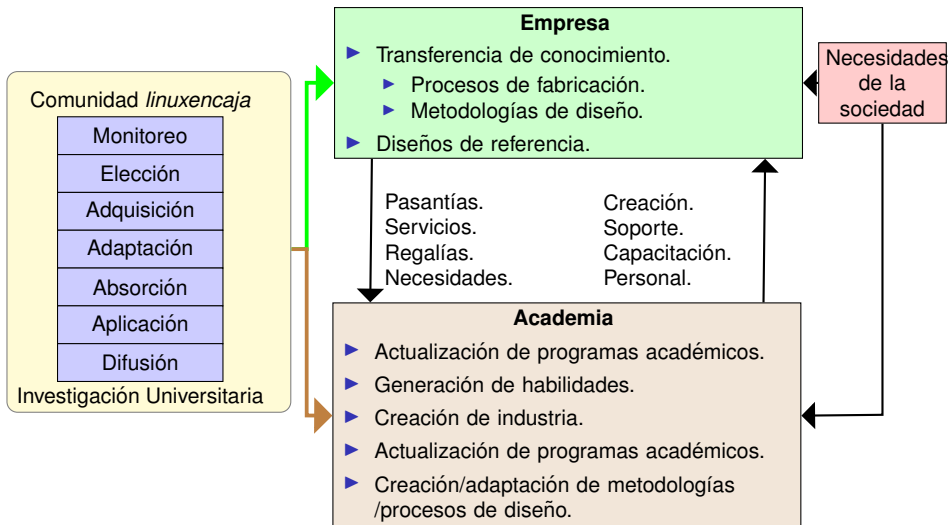 Comunidad linuxencaja
Monitoreo
Elección
Adquisición
Adaptación
Absorción
Aplicación
Difusión
Investigación Universitaria
Empresa
Transferencia de conocimiento.
Procesos de fabricación.
Metodologías de diseño.
Diseños de referencia.
Necesidades
de la
sociedad
Pasantías.
Servicios.
Regalías.
Necesidades.
Creación.
Soporte.
Capacitación.
Personal.
Academia
Actualización de programas académicos.
Generación de habilidades.
Creación de industria.
Actualización de programas académicos.
Creación/adaptación de metodologías
/procesos de diseño.